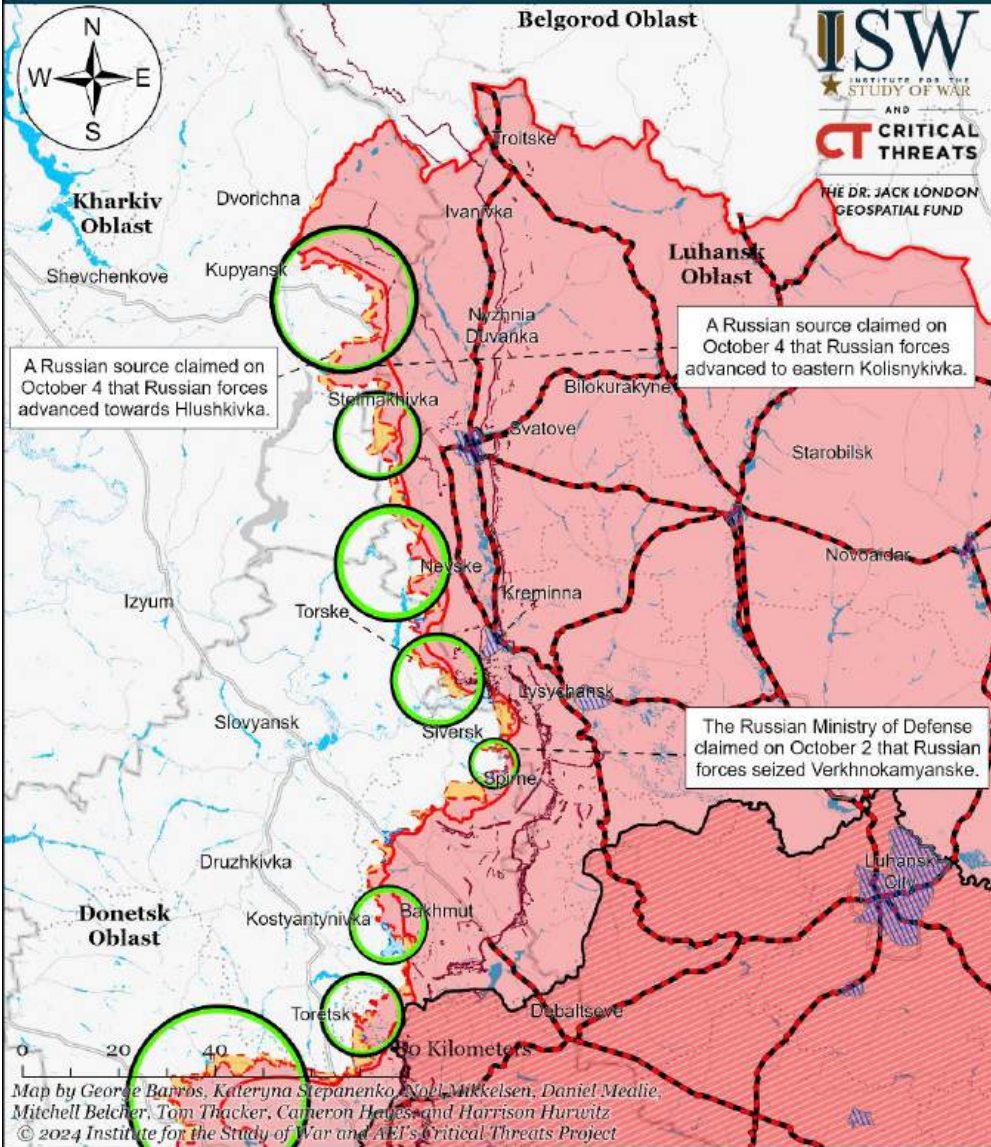 Belgorod Oblast
N
W E
S
ISW
INSTITUTE FOR THE
STUDY OF WAR
AND
CT CRITICAL
THREATS
THE DR. JACK LONDON
GEOSPATIAL FUND
Troitske
Dvorichna
Kharkiv
Oblast
Ivanivka
Luhansk
Oblast
Shevchenkove
Kupyansk
Nyzhnia
Duvanka
A Russian source claimed on
October 4 that Russian forces
advanced to eastern Kolisnykivka.
A Russian source claimed on
October 4 that Russian forces
advanced towards Hlushkivka.
Bilokurakyne
Stelmakhivka
Svatove
Starobilsk
Novoaidar
Nevske
Izyum
Kreminna
Torske
Lysychansk
Slovyansk
Siversk
The Russian Ministry of Defense
claimed on October 2 that Russian
forces seized Verkhnokamyanske.
Spirne
Druzhkivka
Luhansk
City
Donetsk
Oblast
Kostyantynivka
Bakhmut
Toretsk
Debaltseve
0 20 40 80 Kilometers
Map by George Barros, Kateryna Stepanenko, Noel Mikkelsen, Daniel Mealie,
Mitchell Belcher, Tom Thacker, Cameron Hayes, and Harrison Hurwitz
© 2024 Institute for the Study of War and AEI's Critical Threats Project